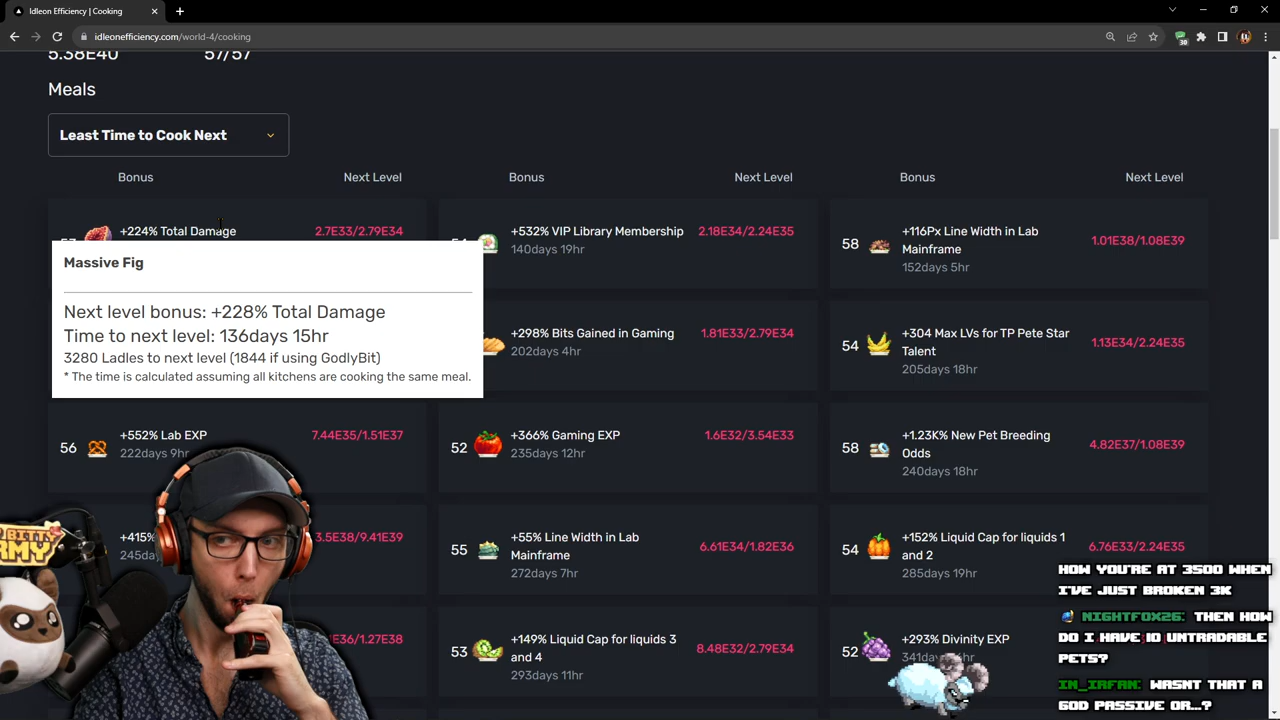 Idleon Efficiency | Cooking
idleonefficiency.com/world-4/cooking
30
5.38E40
57/57
Meals
Least Time to Cook Next
Bonus
Next Level
Bonus
Next Level
Bonus
Next Level
+224% Total Damage
2.7E33/2.79E34
+532% VIP Library Membership
2.18E34/2.24E35
140days 19hr
58
+116Px Line Width in Lab
Mainframe
1.01E38/1.08E39
152days 5hr
Massive Fig
Next level bonus: +228% Total Damage
Time to next level: 136days 15hr
3280 Ladles to next level (1844 if using GodlyBit)
* The time is calculated assuming all kitchens are cooking the same meal.
+298% Bits Gained in Gaming
1.81E33/2.79E34
202days 4hr
54
+304 Max LVs for TP Pete Star
Talent
1.13E34/2.24E35
205days 18hr
56
+552% Lab EXP
7.44E35/1.51E37
222days 9hr
52
+366% Gaming EXP
1.6E32/3.54E33
235days 12hr
58
+1.23K% New Pet Breeding
Odds
4.82E37/1.08E39
240days 18hr
+415%
3.5E38/9.41E39
245da
55
+55% Line Width in Lab
Mainframe
6.61E34/1.82E36
272days 7hr
54
+152% Liquid Cap for liquids 1
and 2
6.76E33/2.24E35
285days 19hr
E36/1.27E38
53
+149% Liquid Cap for liquids 3
and 4
8.48E32/2.79E34
293days 11hr
52
+293% Divinity EXP
BITTY
ARMY
HOW YOU'RE AT 3500 WHEN
I'VE JUST BROKEN 3K
NIGHTFOX26: THEN HOW
DO I HAVE 10 UNTRADABLE
PETS?
IN_IRFAN: WASNT THAT A
GOD PASSIVE OR...?